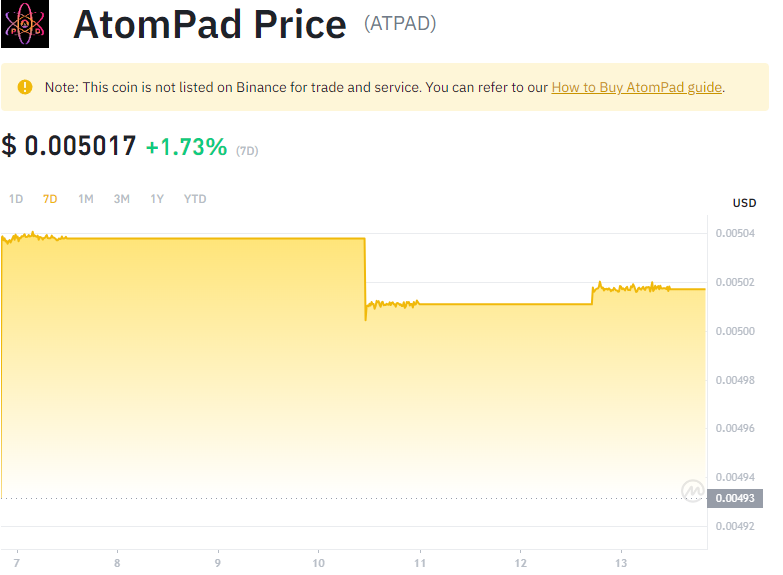 AtomPad Price (ATPAD)
Note: This coin is not listed on Binance for trade and service. You can refer to our How to Buy AtomPad guide.
$ 0.005017 +1.73% (7D)
1D 7D 1M 3M 1Y YTD
USD
0.00504
0.00502
0.00500
0.00498
0.00496
0.00494
0.00493
0.00492
7 8 9 10 11 12 13